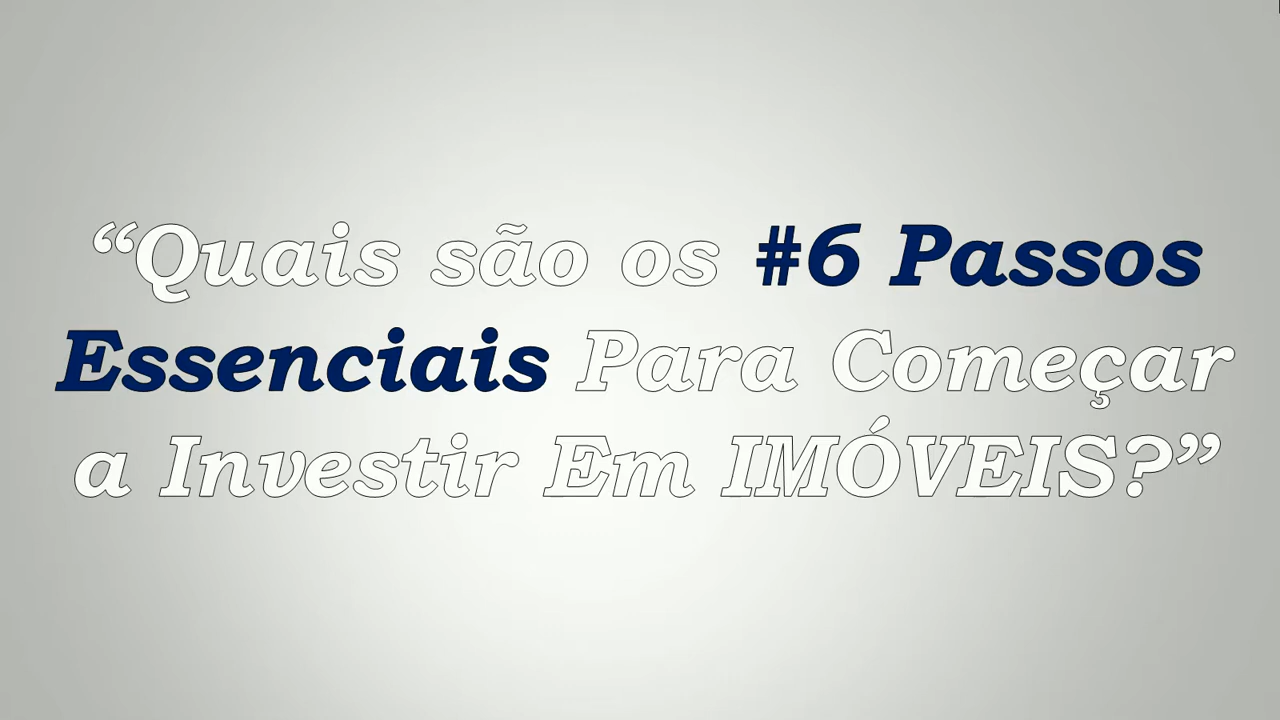 “Quais são os #6 Passos
Essenciais Para Começar
a Investir Em IMÓVEIS?”